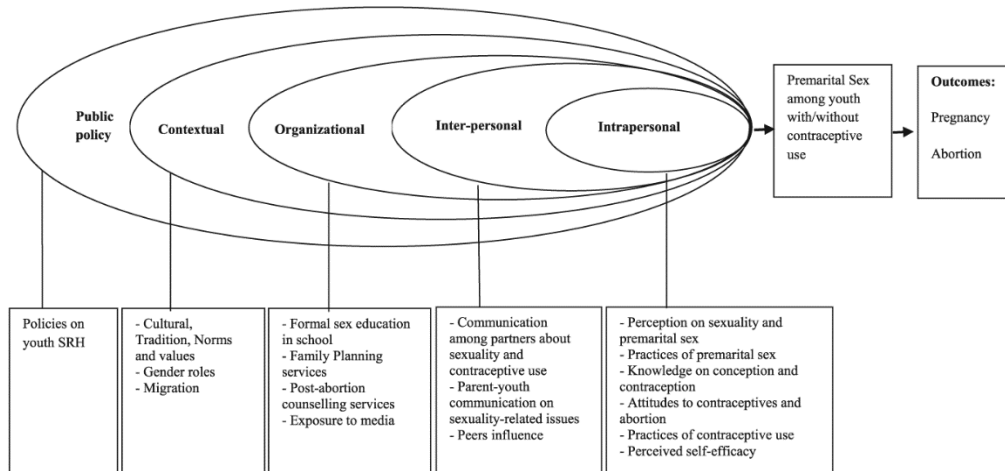 Public
policy
Contextual
Organizational
Inter-personal
Intrapersonal
Premarital Sex
among youth
with/without
contraceptive
use
Outcomes:
Pregnancy
Abortion
Policies on
youth SRH
- Cultural,
Tradition, Norms
and values
- Gender roles
- Migration
- Formal sex education
in school
- Family Planning
services
- Post-abortion
counselling services
- Exposure to media
- Communication
among partners about
sexuality and
contraceptive use
- Parent-youth
communication on
sexuality-related issues
- Peers influence
- Perception on sexuality and
premarital sex
- Practices of premarital sex
- Knowledge on conception and
contraception
- Attitudes to contraceptives and
abortion
- Practices of contraceptive use
- Perceived self-efficacy